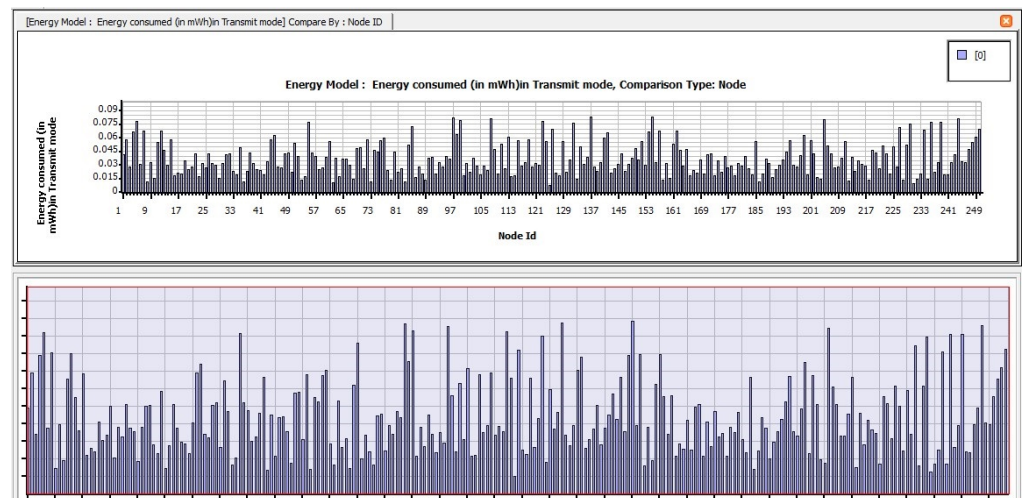 [Energy Model : Energy consumed (in mWh)in Transmit mode] Compare By : Node ID
[0]
Energy Model : Energy consumed (in mWh)in Transmit mode, Comparison Type: Node
Energy consumed (in
mWh)in Transmit mode
0.09
0.075
0.06
0.045
0.03
0.015
0
1 9 17 25 33 41 49 57 65 73 81 89 97 105 113 121 129 137 145 153 161 169 177 185 193 201 209 217 225 233 241 249
Node Id